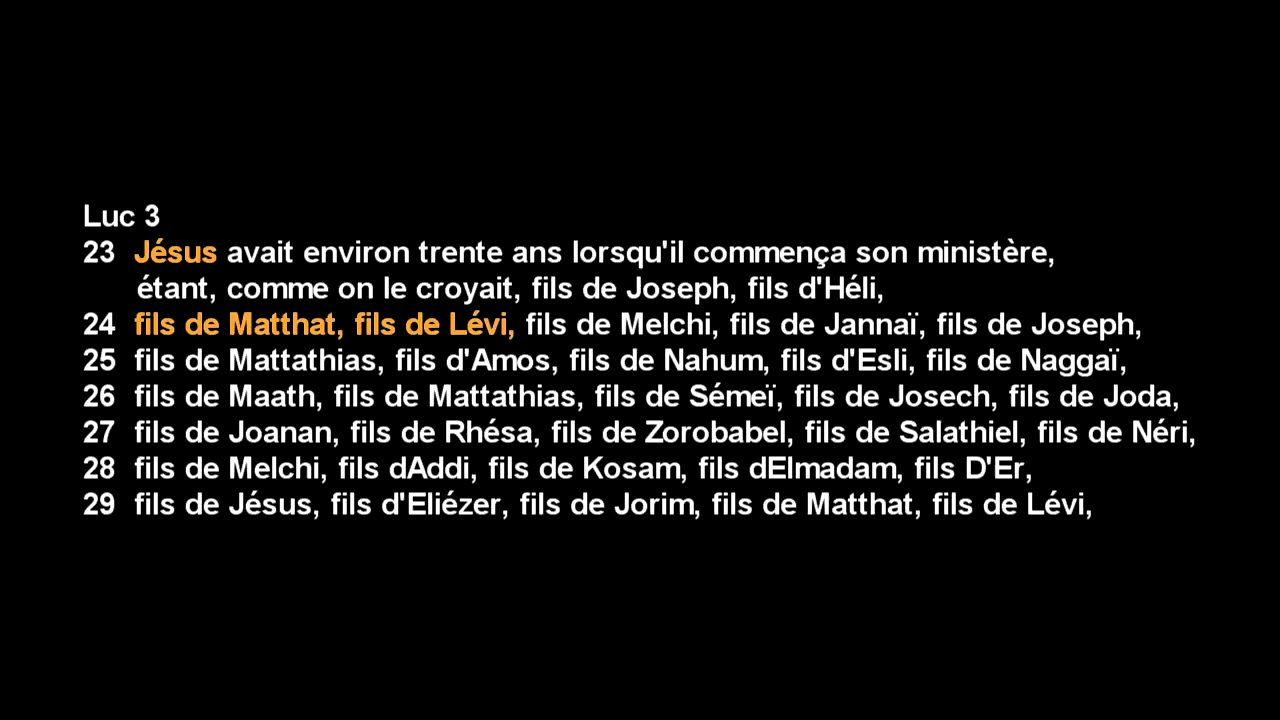 Luc 3
23 Jésus avait environ trente ans lorsqu'il commença son ministère,
étant, comme on le croyait, fils de Joseph, fils d'Héli,
24 fils de Matthat, fils de Lévi, fils de Melchi, fils de Jannaï, fils de Joseph,
25 fils de Mattathias, fils d'Amos, fils de Nahum, fils d'Esli, fils de Naggaï,
26 fils de Maath, fils de Mattathias, fils de Sémeï, fils de Josech, fils de Joda,
27 fils de Joanan, fils de Rhésa, fils de Zorobabel, fils de Salathiel, fils de Néri,
28 fils de Melchi, fils dAddi, fils de Kosam, fils dElmadam, fils D'Er,
29 fils de Jésus, fils d'Eliézer, fils de Jorim, fils de Matthat, fils de Lévi,